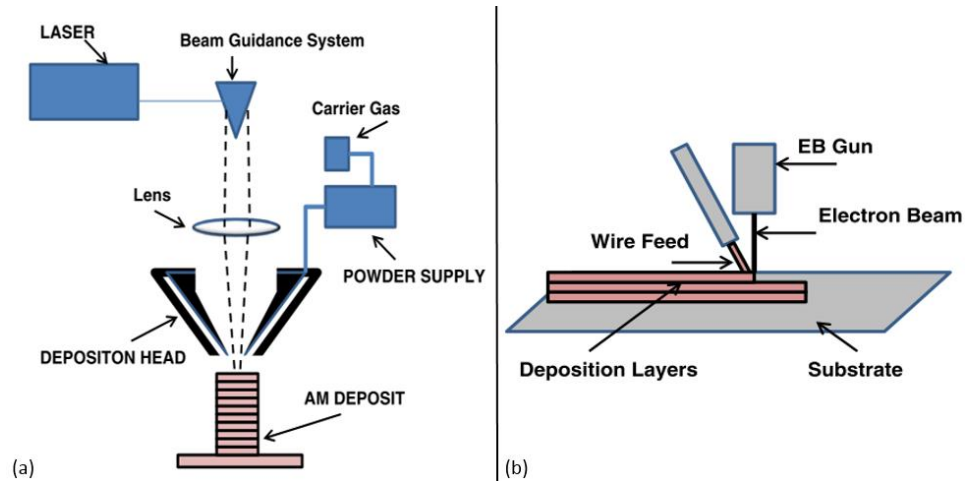 LASER
Beam Guidance System
Carrier Gas
Lens
POWDER SUPPLY
DEPOSITON HEAD
AM DEPOSIT
(a)
EB Gun
Electron Beam
Wire Feed
Deposition Layers
Substrate
(b)